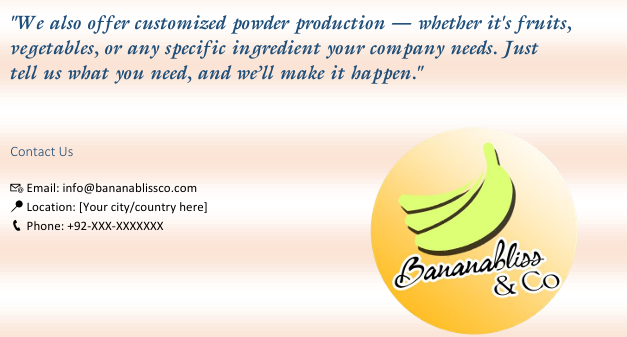 "We also offer customized powder production — whether it's fruits,
vegetables, or any specific ingredient your company needs. Just
tell us what you need, and we’ll make it happen."
Contact Us
Email: info@bananablissco.com
Location: [Your city/country here]
Phone: +92-XXX-XXXXXXX
Bananabliss
& Co